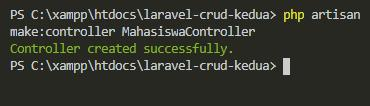 PS C:\xampp\htdocs\laravel-crud-kedua> php artisan
make:controller MahasiswaController
Controller created successfully.
PS C:\xampp\htdocs\laravel-crud-kedua>